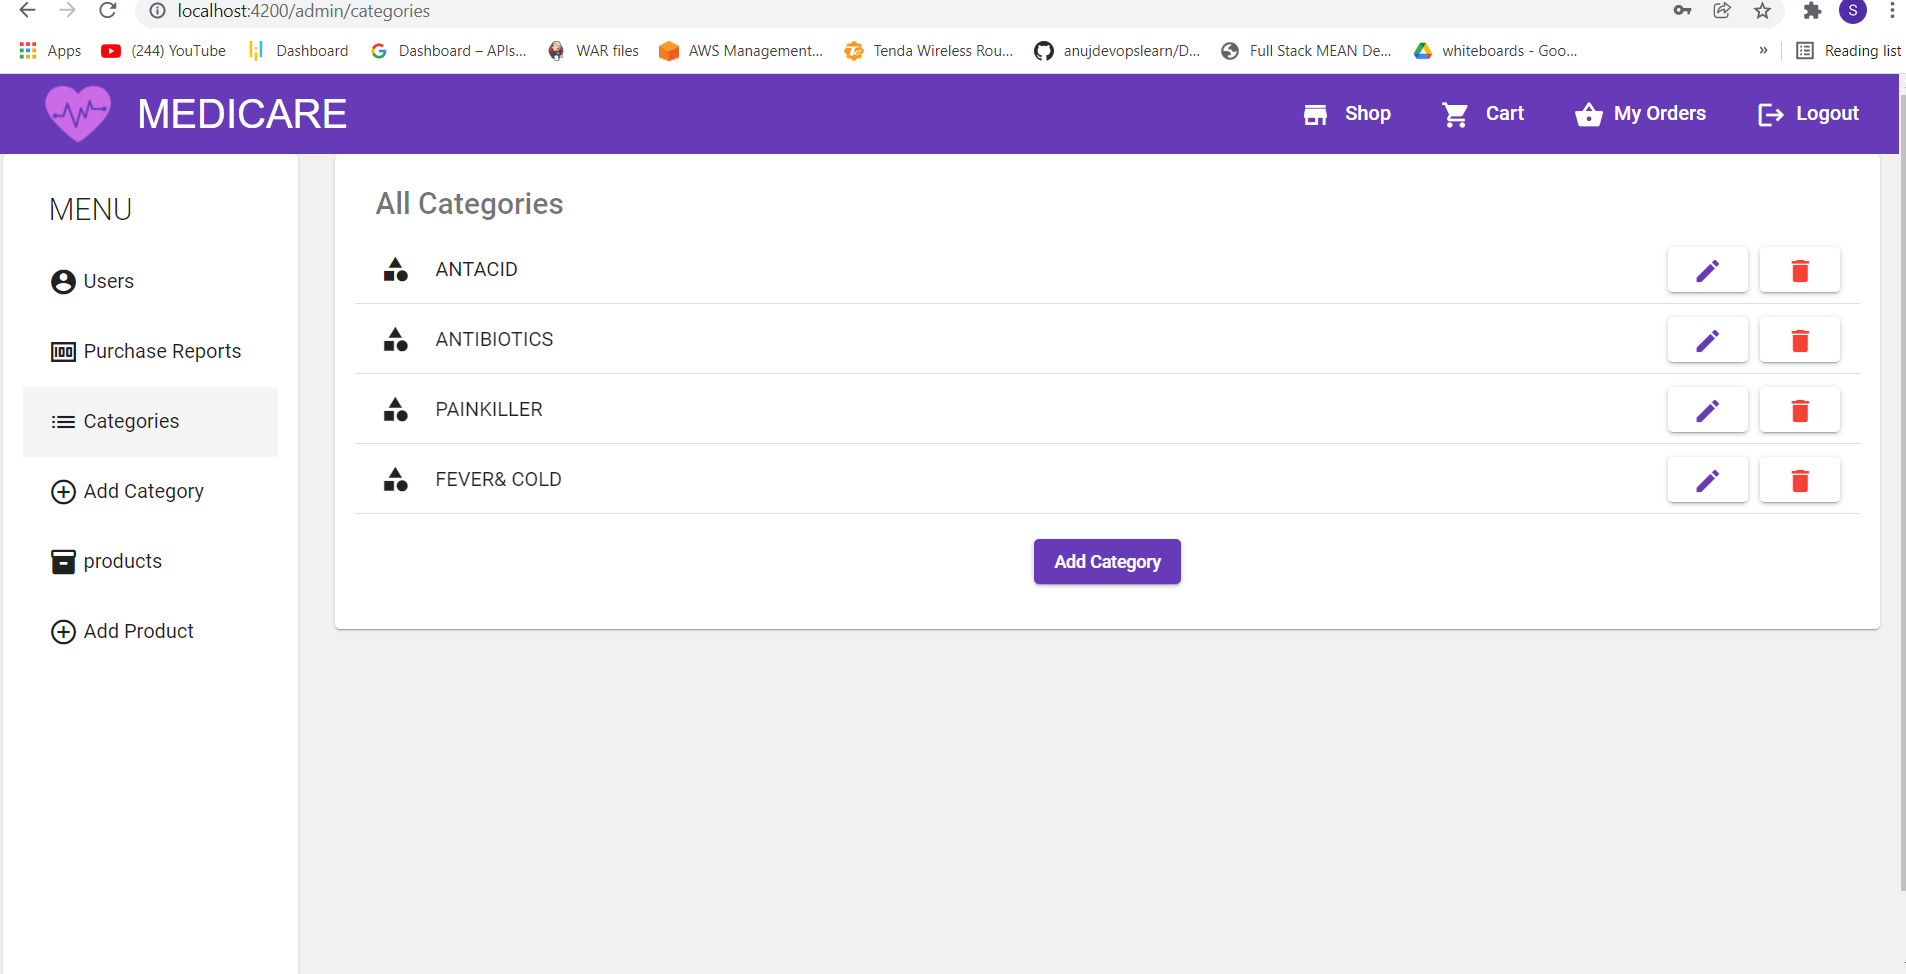 localhost:4200/admin/categories
Apps (244) YouTube Dashboard Dashboard – APIs... WAR files AWS Management... Tenda Wireless Rou... anujdevopslearn/D... Full Stack MEAN De... whiteboards - Goo... » Reading list
S
MEDICARE Shop Cart My Orders Logout
MENU
Users
Purchase Reports
Categories
Add Category
products
Add Product
All Categories
ANTACID
ANTIBIOTICS
PAINKILLER
FEVER& COLD
Add Category